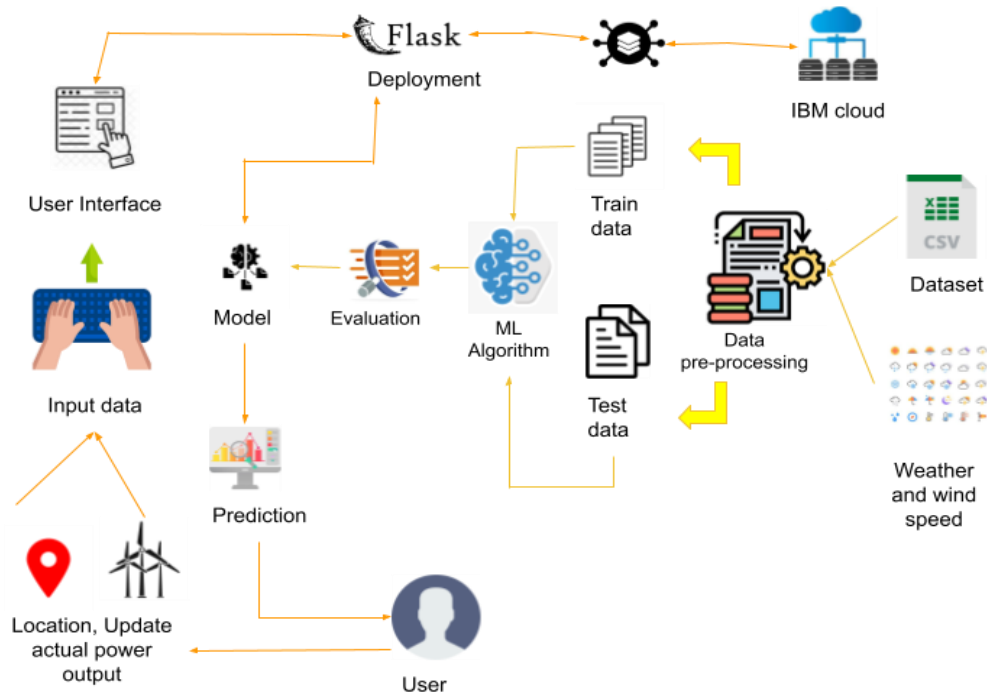 Flask
Deployment
IBM cloud
User Interface
Train
data
CSV
Dataset
Model
Evaluation
ML
Algorithm
Data
pre-processing
Input data
Test
data
Weather
and wind
speed
Prediction
Location, Update
actual power
output
User